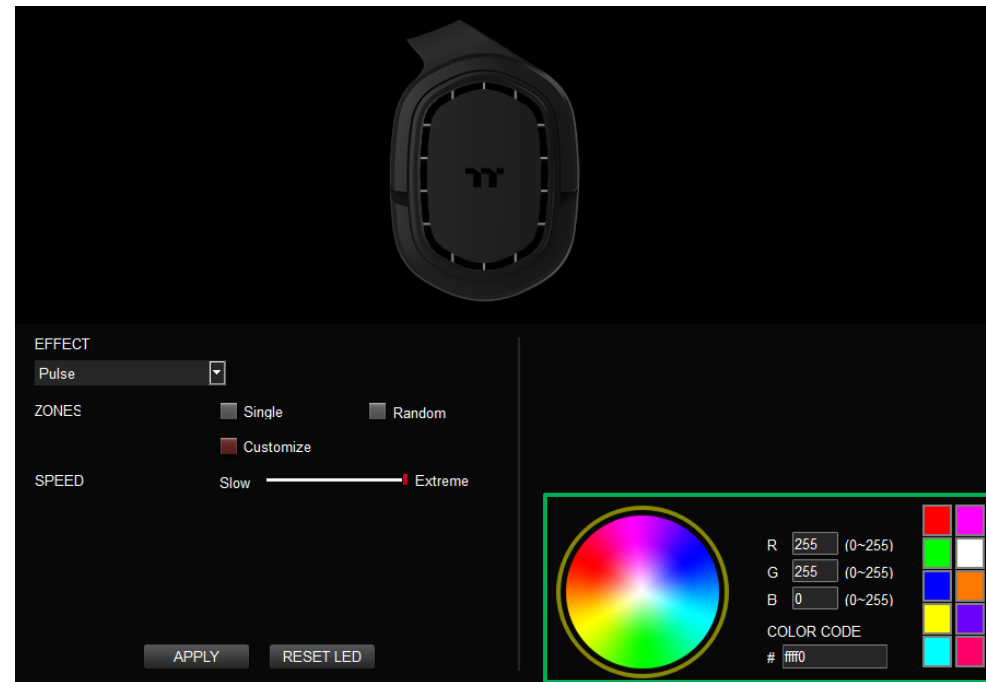 EFFECT
Pulse
ZONES
Single
Random
Customize
SPEED
Slow
Extreme
APPLY
RESET LED
R 255 (0~255)
G 255 (0~255)
B 0 (0~255)
COLOR CODE
# ffff0